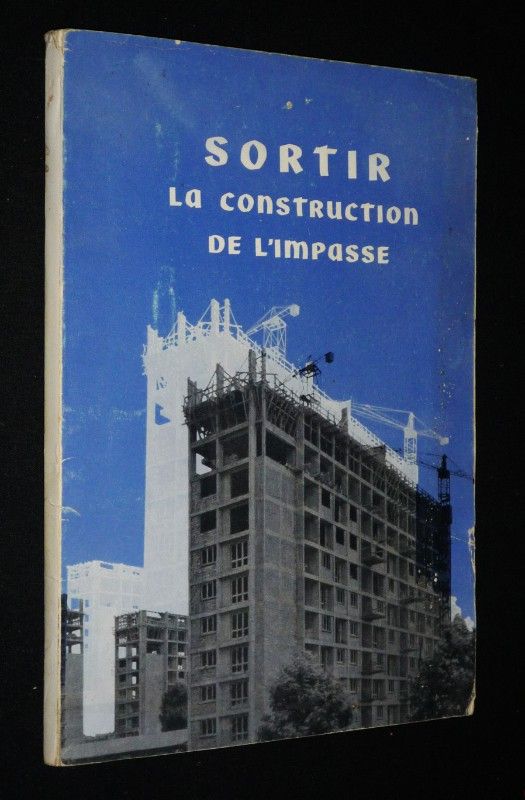 SORTIR
La construction
de l'impasse